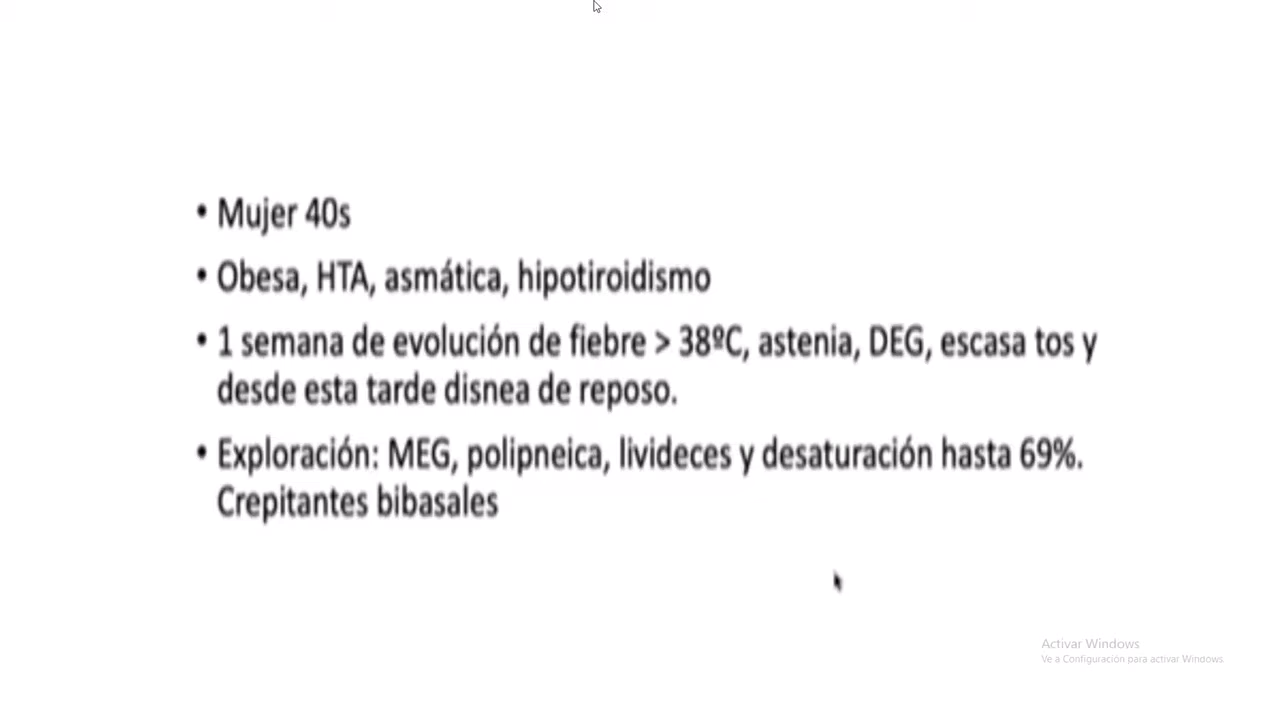 • Mujer 40s
• Obesa, HTA, asmática, hipotiroidismo
• 1 semana de evolución de fiebre > 38ºC, astenia, DEG, escasa tos y
desde esta tarde disnea de reposo.
• Exploración: MEG, polipneica, livideces y desaturación hasta 69%.
Crepitantes bibasales
Activar Windows
Ve a Configuración para activar Windows.